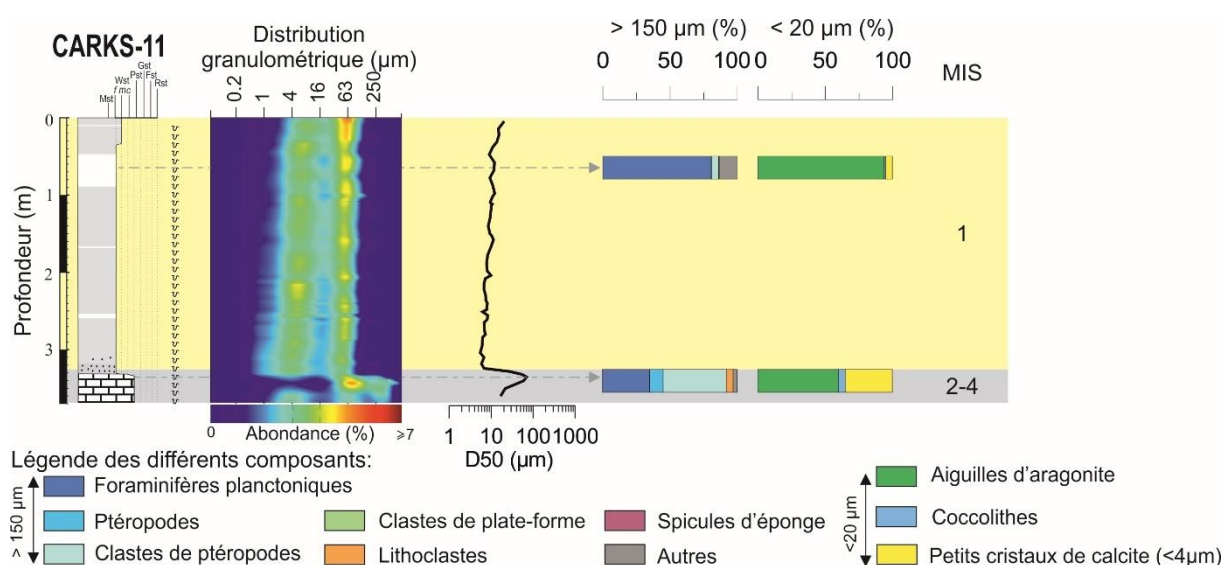 CARKS-11
Distribution
granulométrique (µm)
> 150 µm (%)
< 20 µm (%)
MIS
Mst
f mc
Wst
Pst
Gst
Fst
Rst
0.2
1
4
16
63
250
0
50
100
0
50
100
Profondeur (m)
0
1
2
3
1
2-4
0
Abondance (%)
≥7
1
10
100
1000
D50 (µm)
Légende des différents composants:
> 150 µm
Foraminifères planctoniques
Ptéropodes
Clastes de ptéropodes
Clastes de plate-forme
Lithoclastes
Spicules d'éponge
Autres
<20 µm
Aiguilles d'aragonite
Coccolithes
Petits cristaux de calcite (<4µm)